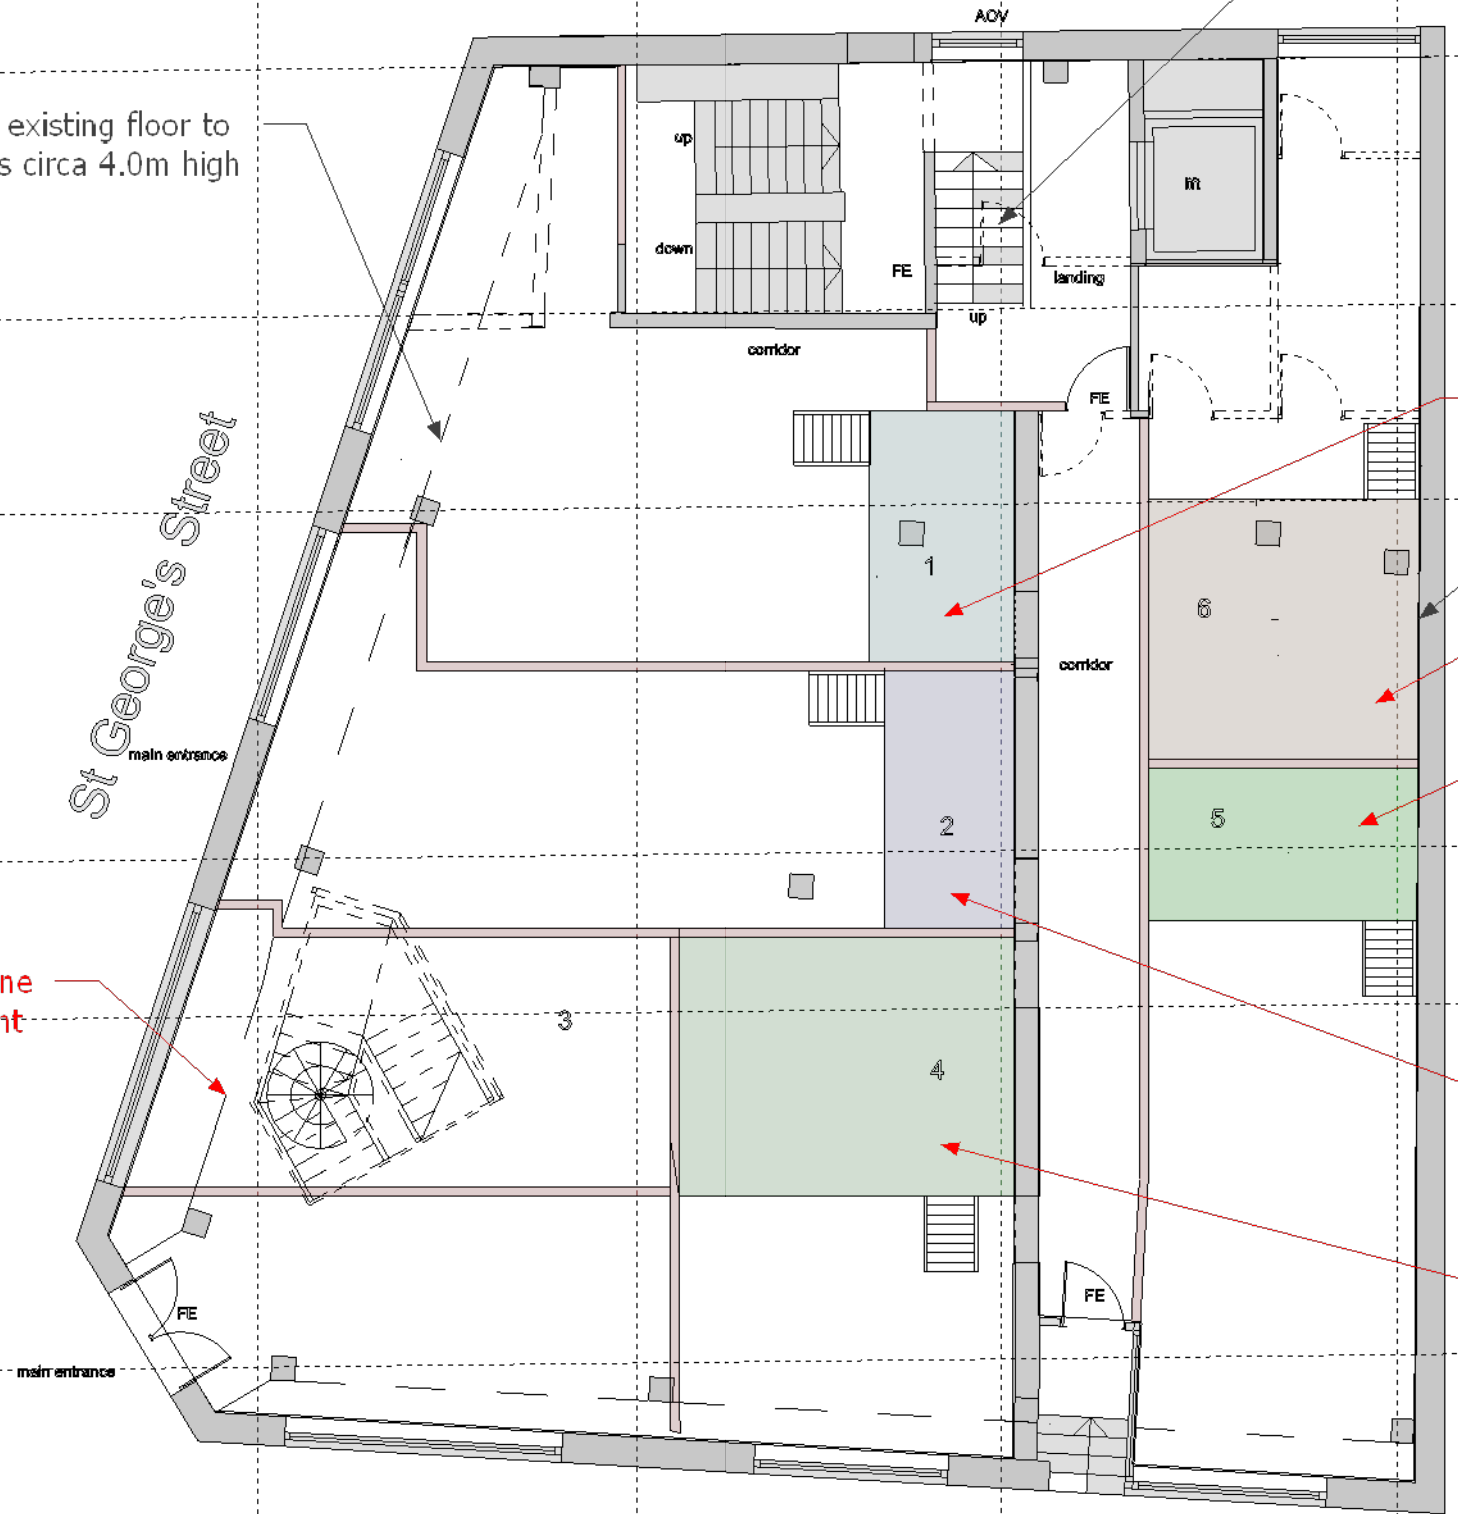 AOV
existing floor to
s circa 4.0m high
up
down
FE
lift
landing
up
corridor
FE
St George's Street
1
6
corridor
main entrance
2
5
ne
nt
3
4
FE
FE
main entrance